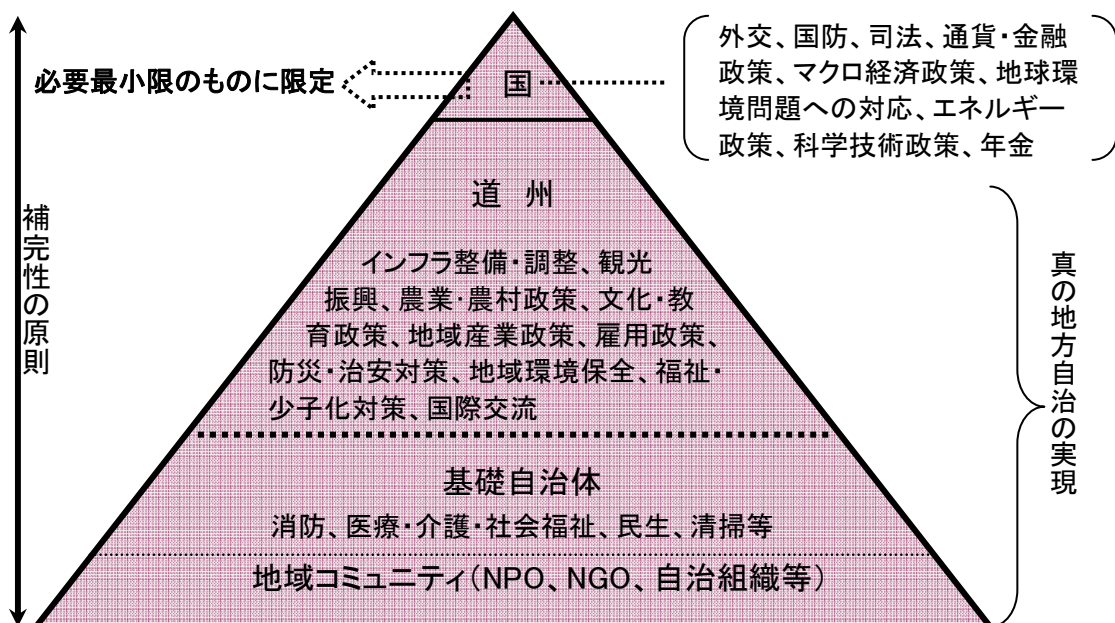 外交、国防、司法、通貨・金融
政策、マクロ経済政策、地球環
境問題への対応、エネルギー
政策、科学技術政策、年金
必要最小限のものに限定
国
道 州
インフラ整備・調整、観光
振興、農業・農村政策、文化・教
育政策、地域産業政策、雇用政策、
防災・治安対策、地域環境保全、福祉・
少子化対策、国際交流
基礎自治体
消防、医療・介護・社会福祉、民生、清掃等
地域コミュニティ(NPO、NGO、自治組織等)
補完性の原則
真の地方自治の実現